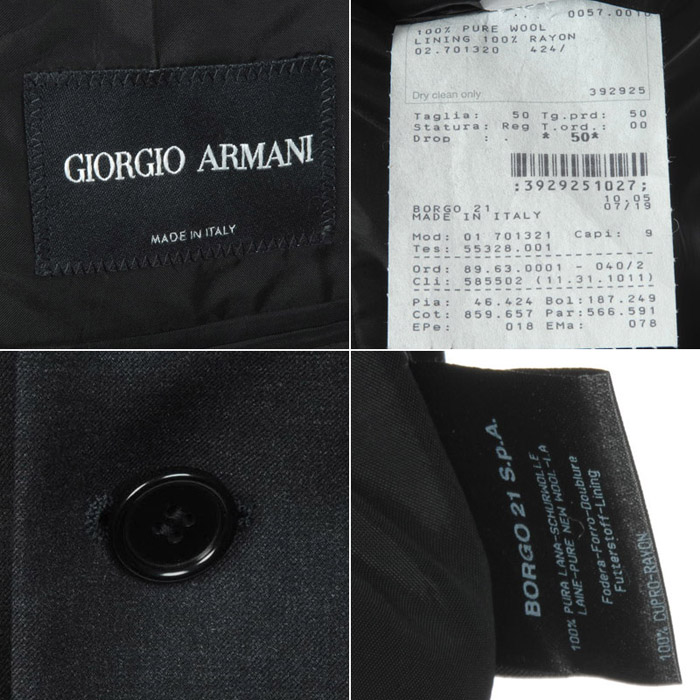 GIORGIO ARMANI
MADE IN ITALY
0057.0010
100% PURE WOOL
LINING 100% RAYON
02.701320 424/
Dry clean only 392925
Taglia: 50 Tg.prd: 50
Statura: Reg T.ord.: 00
Drop : . * 50*
:3929251027;
10.05
BORGO 21 07/19
MADE IN ITALY
Mod: 01 701321 Capi: 9
Tes: 55328.001
Ord: 89.63.0001 - 040/2
Cli: 585502 (11.31.1011)
Pia: 46.424 Bol:187.249
Cot: 859.657 Par:566.591
EPe: 018 EMa: 078
BORGO 21 S.p.A.
100% PURA LANA-SCHURWOLLE
LAINE-PURE NEW WOOL-LA
Fodera-Forro-Doublure
Futterstoff-Lining
100% CUPRO-RAYON